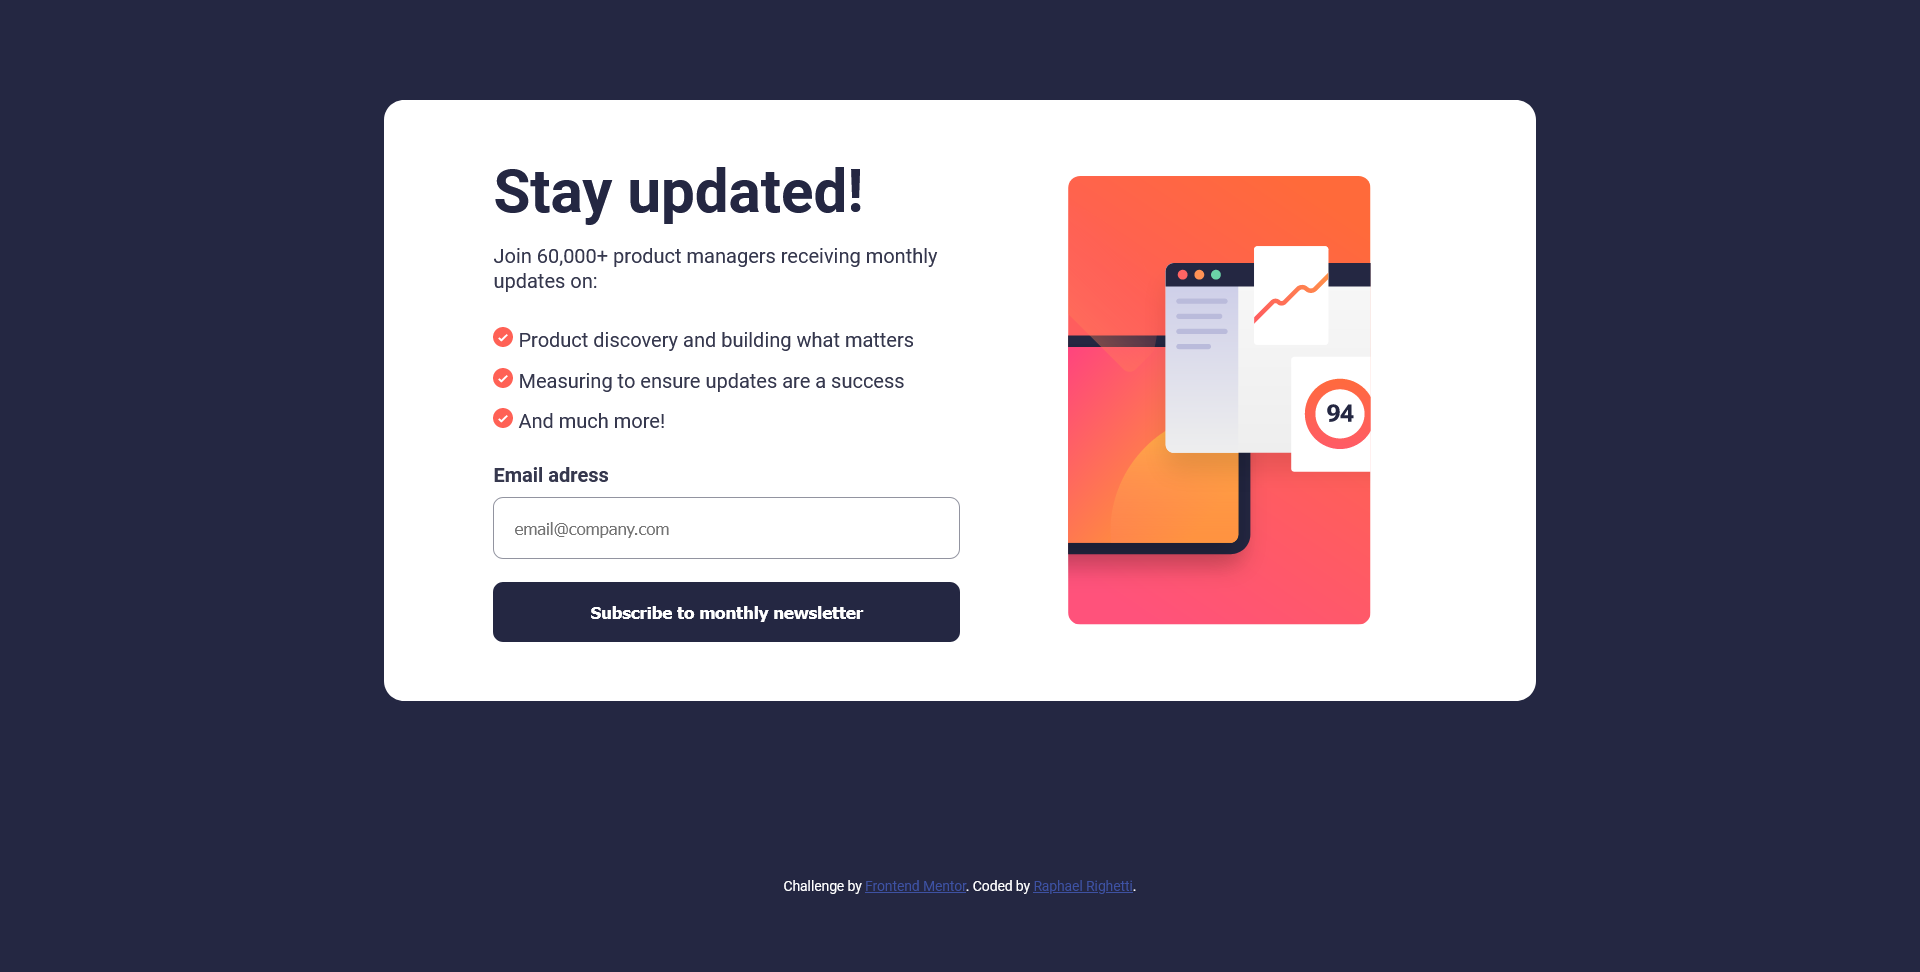 Stay updated!
Join 60,000+ product managers receiving monthly
updates on:
Product discovery and building what matters
Measuring to ensure updates are a success
And much more!
Email adress
email@company.com
Subscribe to monthly newsletter
94
Challenge by Frontend Mentor. Coded by Raphael Righetti.